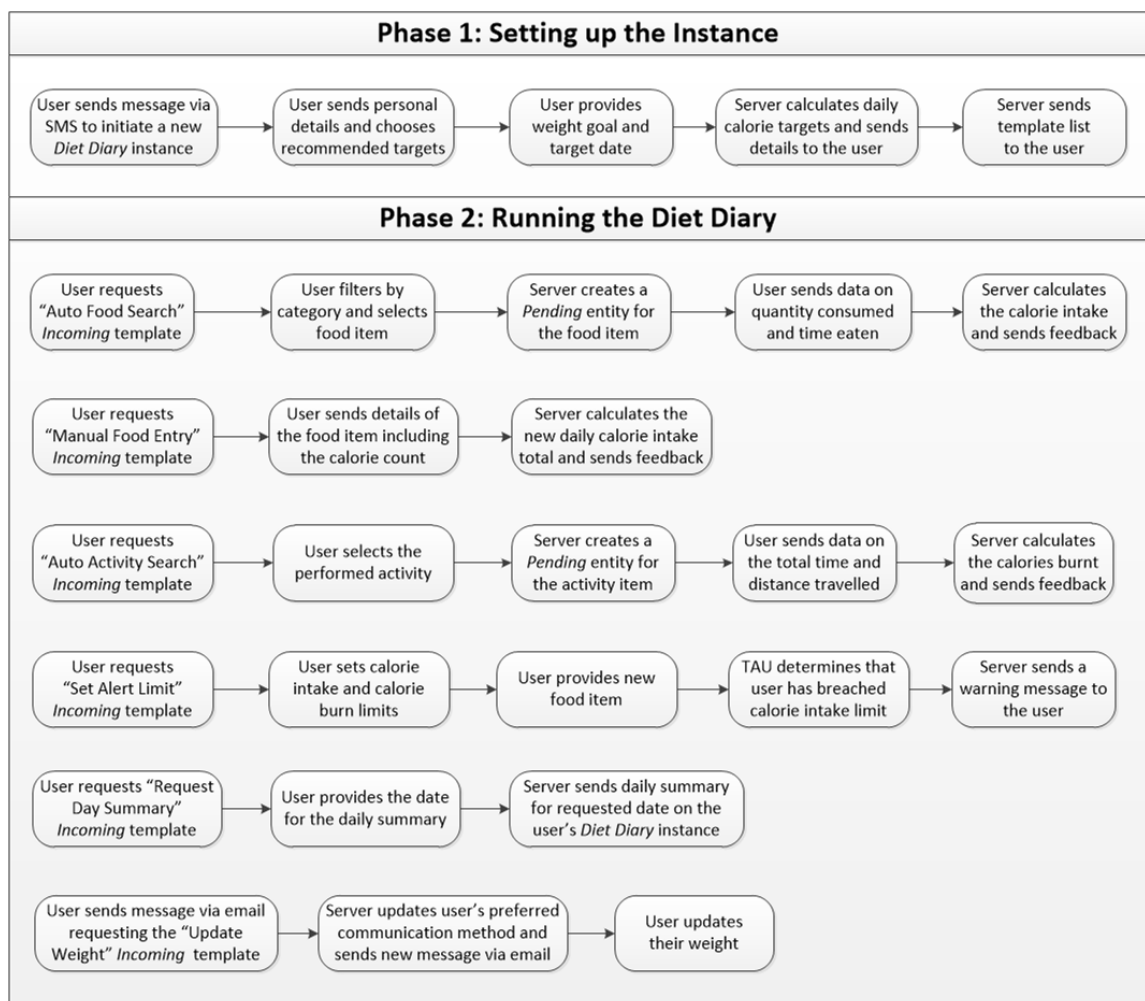 Phase 1: Setting up the Instance
User sends message via
SMS to initiate a new
Diet Diary instance
User sends personal
details and chooses
recommended targets
User provides
weight goal and
target date
Server calculates daily
calorie targets and sends
details to the user
Server sends
template list
to the user
Phase 2: Running the Diet Diary
User requests
“Auto Food Search”
Incoming template
User filters by
category and selects
food item
Server creates a
Pending entity for
the food item
User sends data on
quantity consumed
and time eaten
Server calculates
the calorie intake
and sends feedback
User requests
“Manual Food Entry”
Incoming template
User sends details of
the food item including
the calorie count
Server calculates the
new daily calorie intake
total and sends feedback
User requests
“Auto Activity Search”
Incoming template
User selects the
performed activity
Server creates a
Pending entity for
the activity item
User sends data on
the total time and
distance travelled
Server calculates
the calories burnt
and sends feedback
User requests
“Set Alert Limit”
Incoming template
User sets calorie
intake and calorie
burn limits
User provides new
food item
TAU determines that
user has breached
calorie intake limit
Server sends a
warning message to
the user
User requests “Request
Day Summary”
Incoming template
User provides the date
for the daily summary
Server sends daily summary
for requested date on the
user’s Diet Diary instance
User sends message via email
requesting the “Update
Weight” Incoming template
Server updates user’s preferred
communication method and
sends new message via email
User updates
their weight